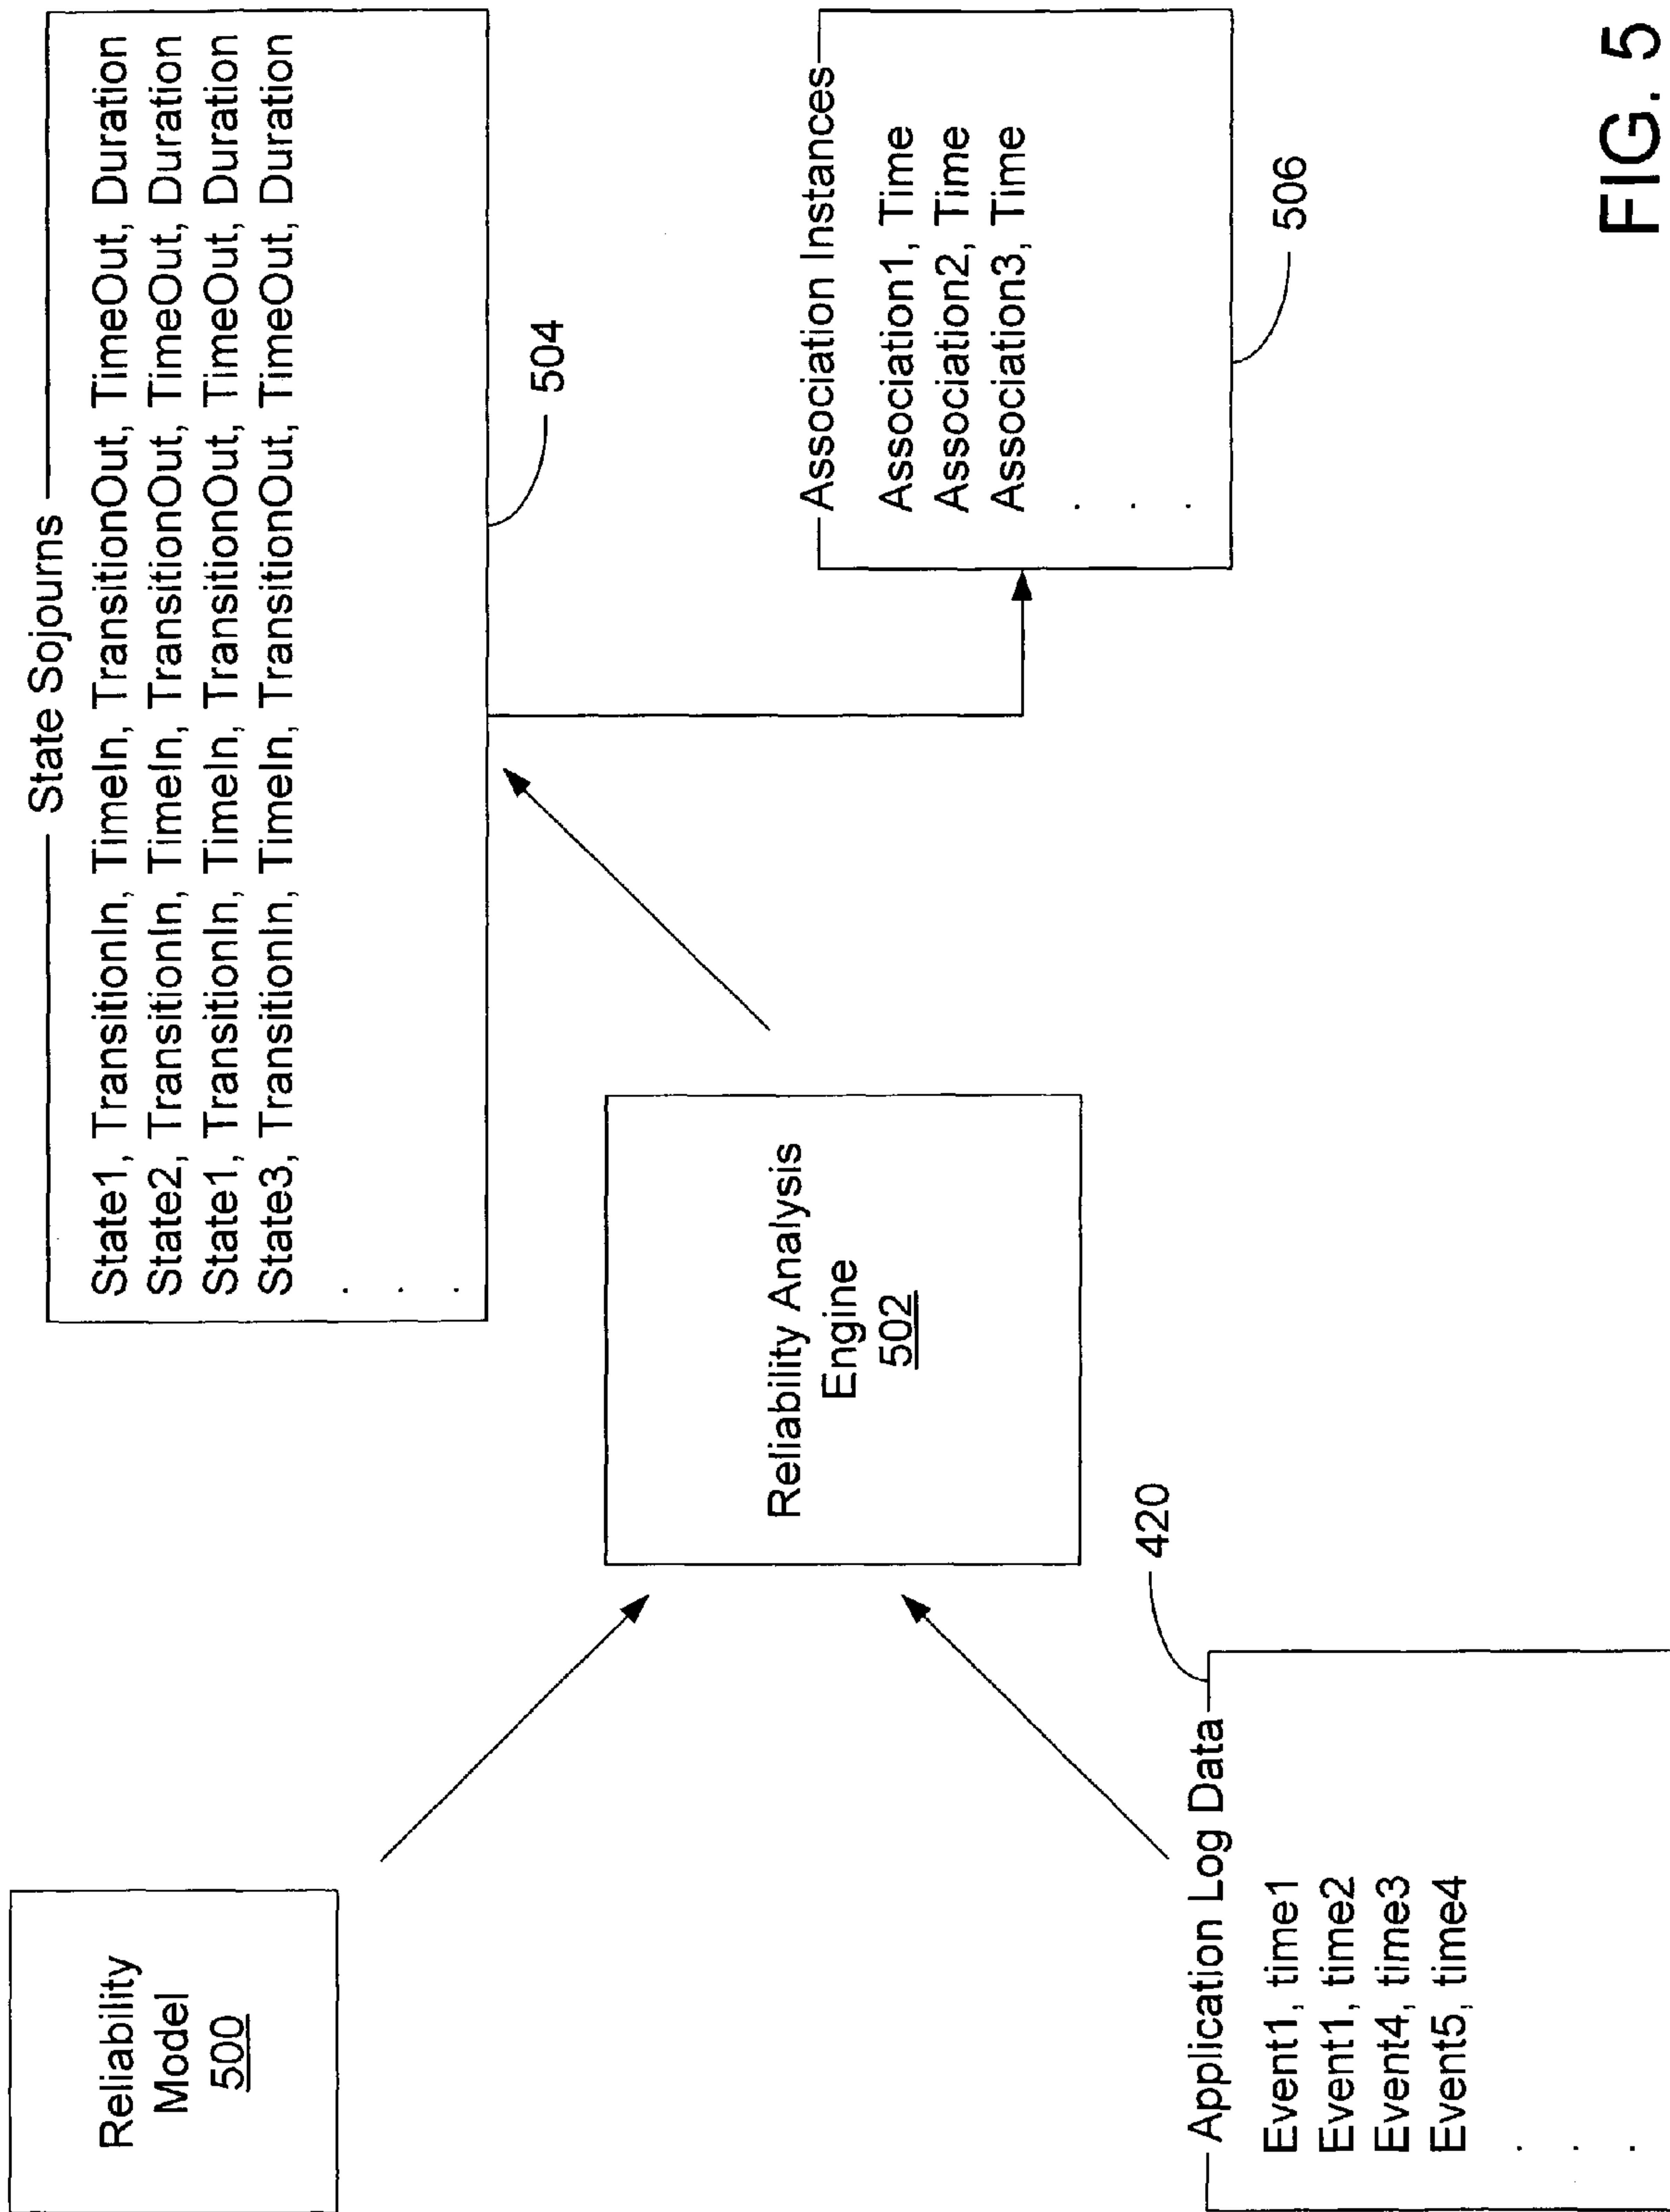 Reliability
Model
500
Application Log Data
420
Event1, time1
Event1, time2
Event4, time3
Event5, time4
.
.
.
Reliability Analysis
Engine
502
State Sojourns
State1, TransitionIn, TimeIn, TransitionOut, TimeOut, Duration
State2, TransitionIn, TimeIn, TransitionOut, TimeOut, Duration
State1, TransitionIn, TimeIn, TransitionOut, TimeOut, Duration
State3, TransitionIn, TimeIn, TransitionOut, TimeOut, Duration
.
.
.
504
Association Instances
Association1, Time
Association2, Time
Association3, Time
.
.
.
506
FIG. 5